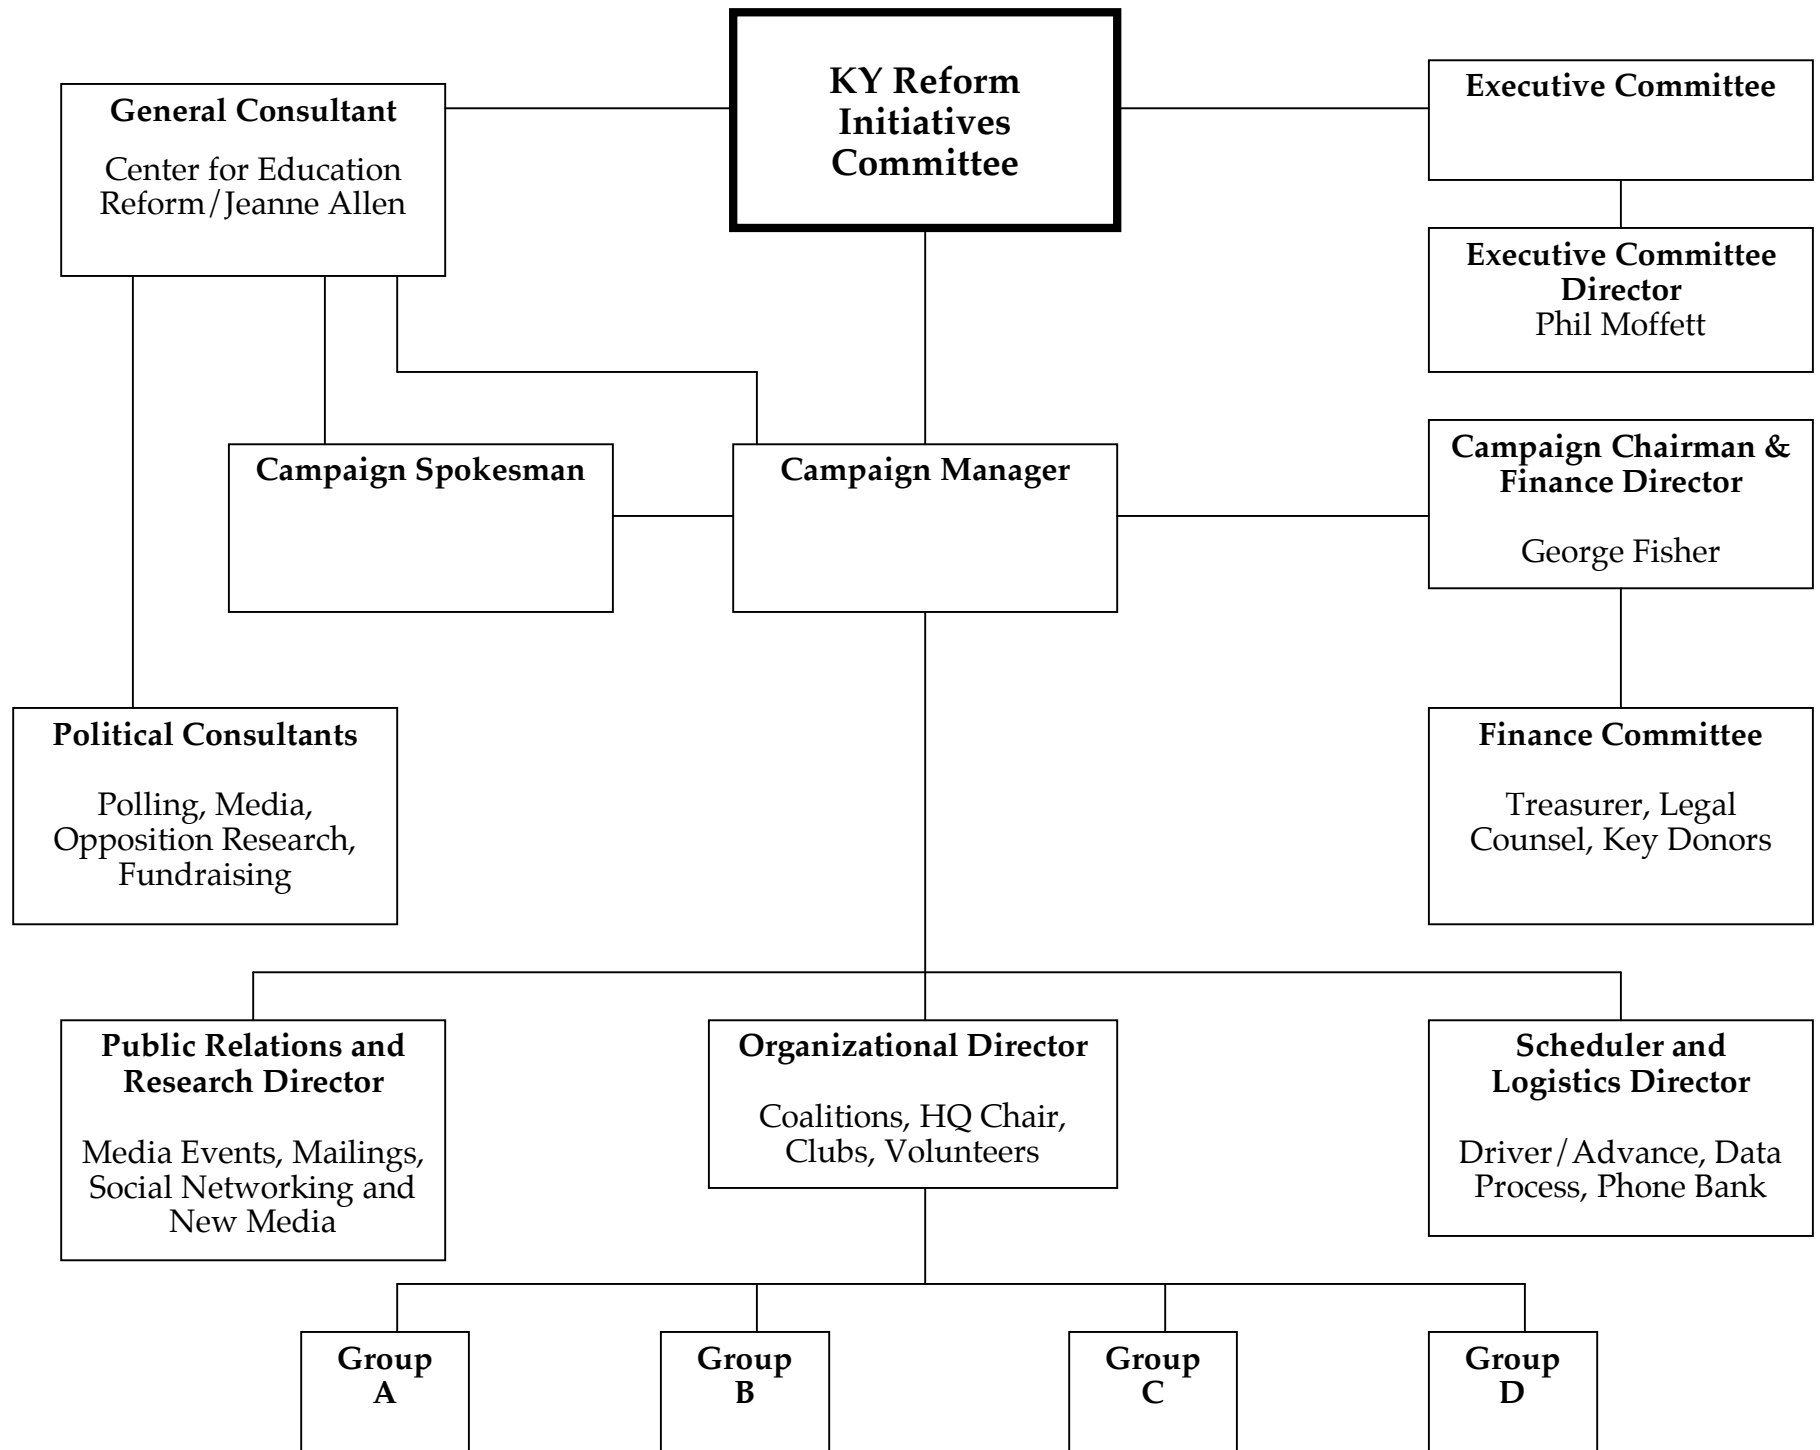 KY Reform
Initiatives
Committee
General Consultant
Center for Education
Reform/Jeanne Allen
Executive Committee
Executive Committee
Director
Phil Moffett
Campaign Spokesman
Campaign Manager
Campaign Chairman &
Finance Director
George Fisher
Political Consultants
Polling, Media,
Opposition Research,
Fundraising
Finance Committee
Treasurer, Legal
Counsel, Key Donors
Public Relations and
Research Director
Media Events, Mailings,
Social Networking and
New Media
Organizational Director
Coalitions, HQ Chair,
Clubs, Volunteers
Scheduler and
Logistics Director
Driver/Advance, Data
Process, Phone Bank
Group
A
Group
B
Group
C
Group
D